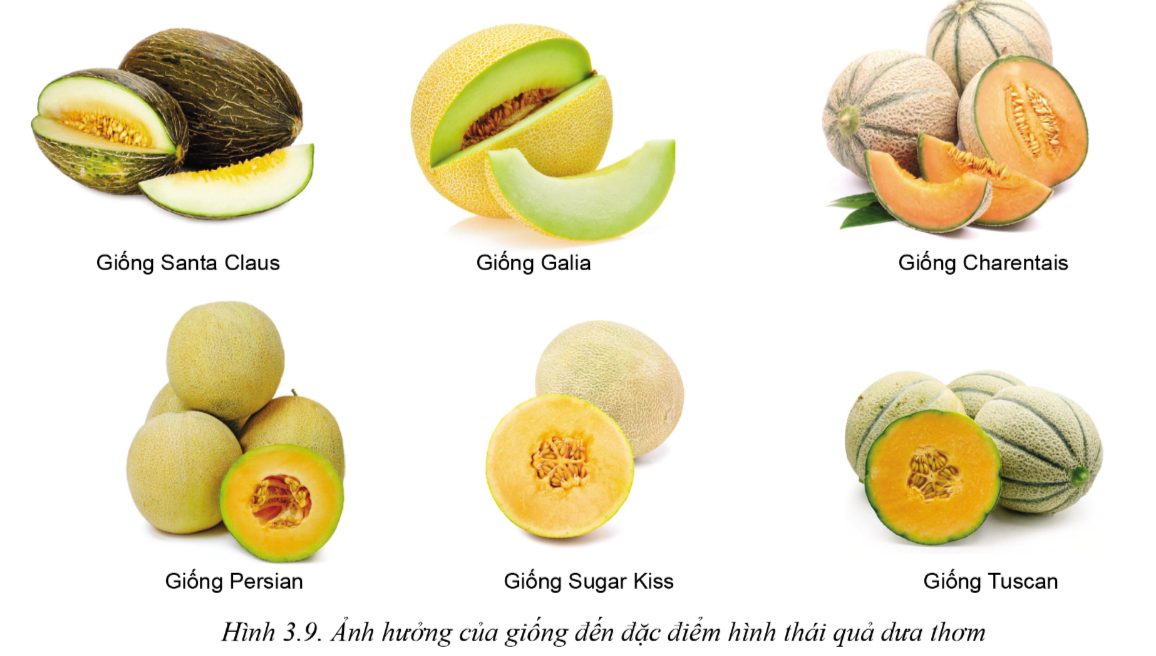 Giống Santa Claus
Giống Galia
Giống Charentais
Giống Persian
Giống Sugar Kiss
Giống Tuscan
Hình 3.9. Ảnh hưởng của giống đến đặc điểm hình thái quả dưa thơm